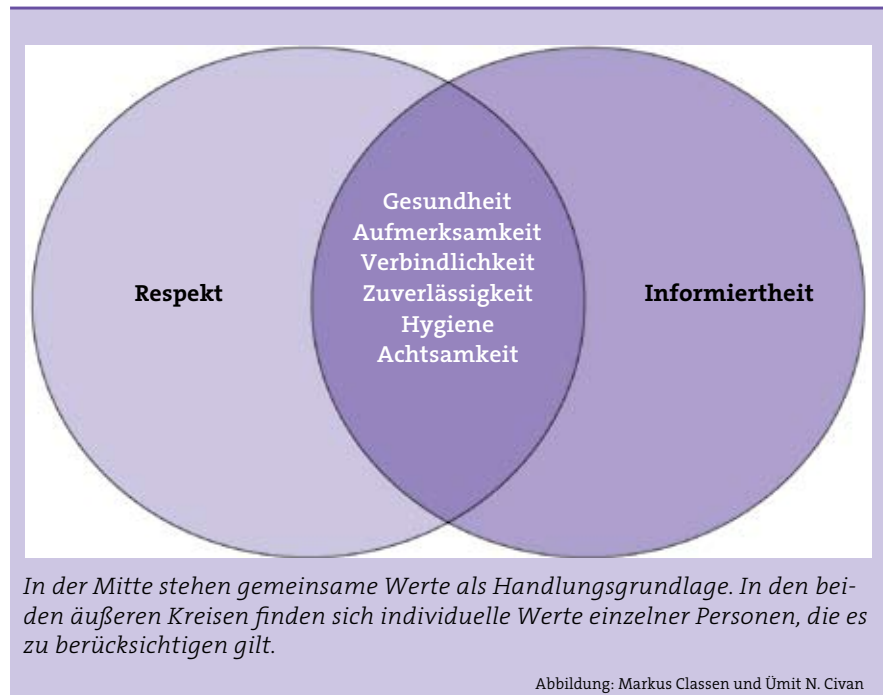 Gesundheit
Aufmerksamkeit
Verbindlichkeit
Respekt
Zuverlässigkeit
Informiertheit
Hygiene
Achtsamkeit
In der Mitte stehen gemeinsame Werte als Handlungsgrundlage. In den bei-
den äußeren Kreisen finden sich individuelle Werte einzelner Personen, die es
zu berücksichtigen gilt.
Abbildung: Markus Classen und Ümit N. Civan